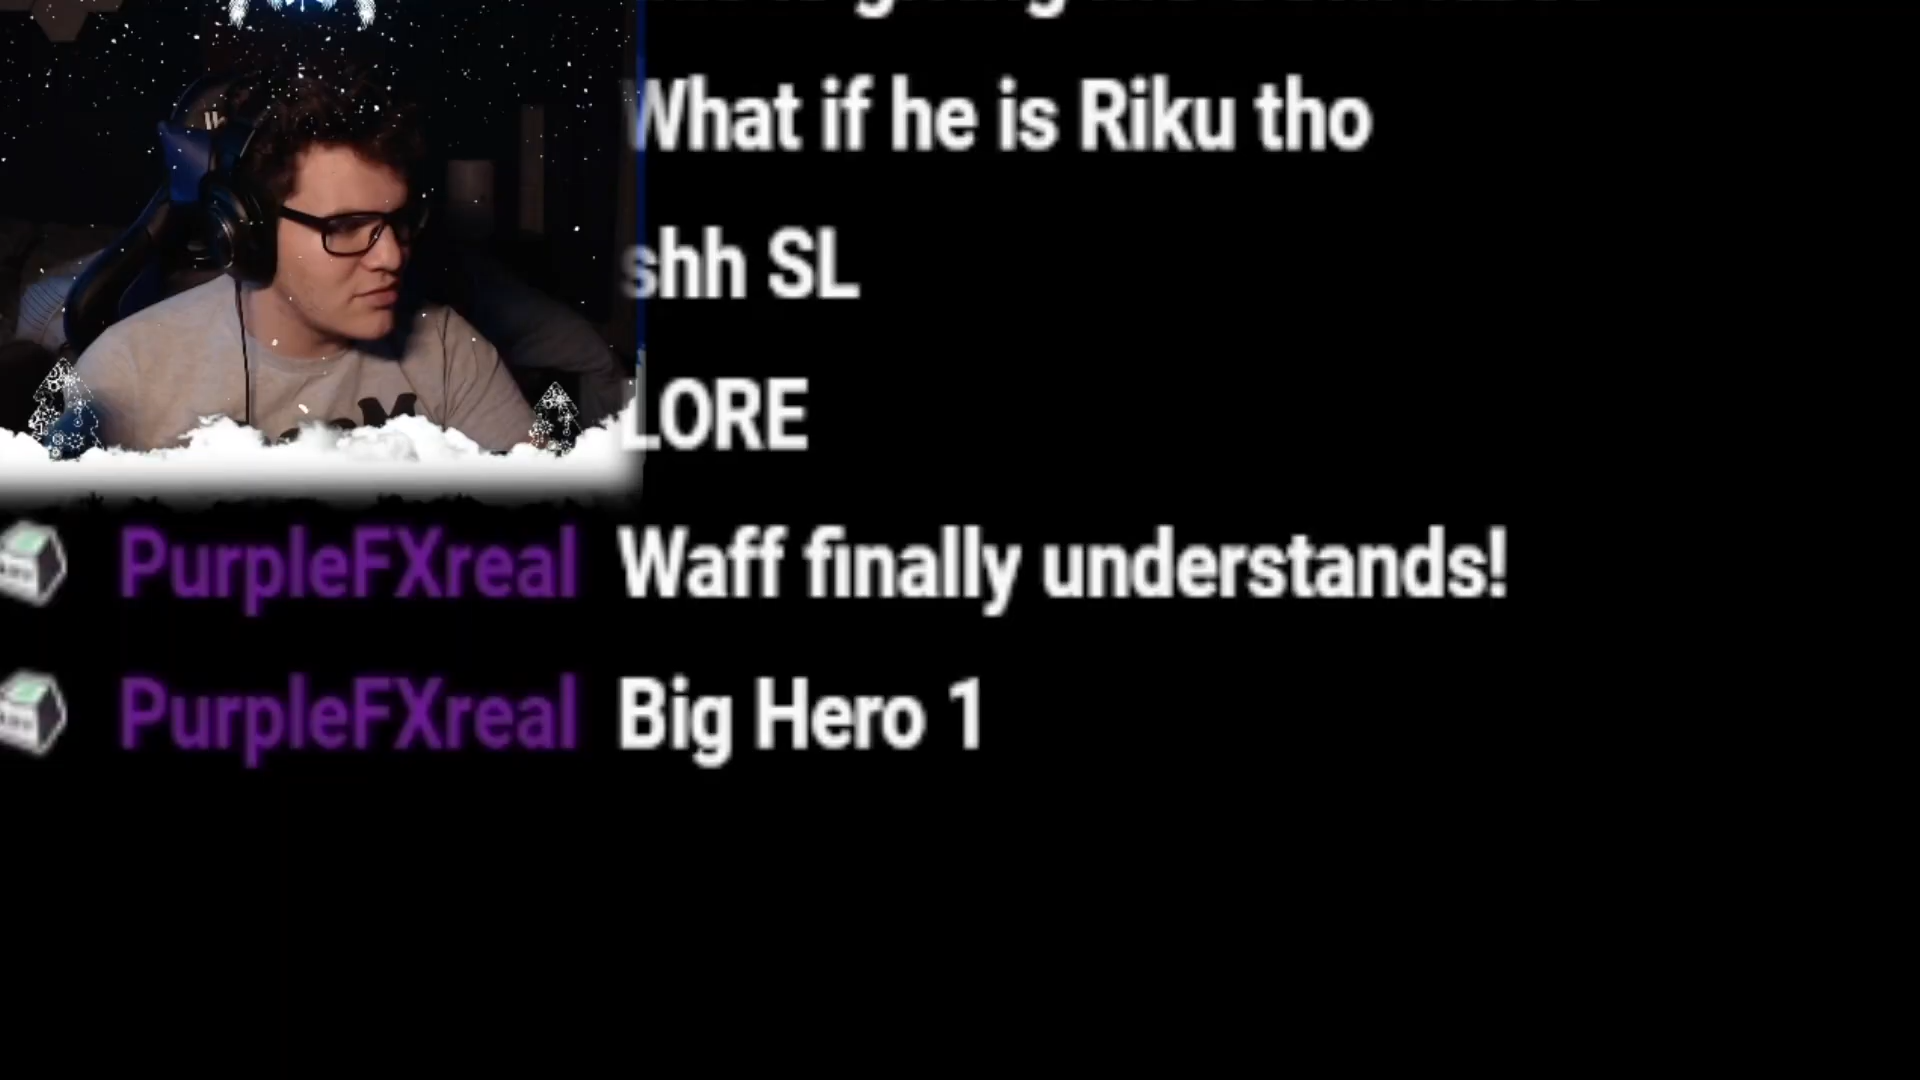 What if he is Riku tho
shh SL
LORE
PurpleFXreal Waff finally understands!
PurpleFXreal Big Hero 1